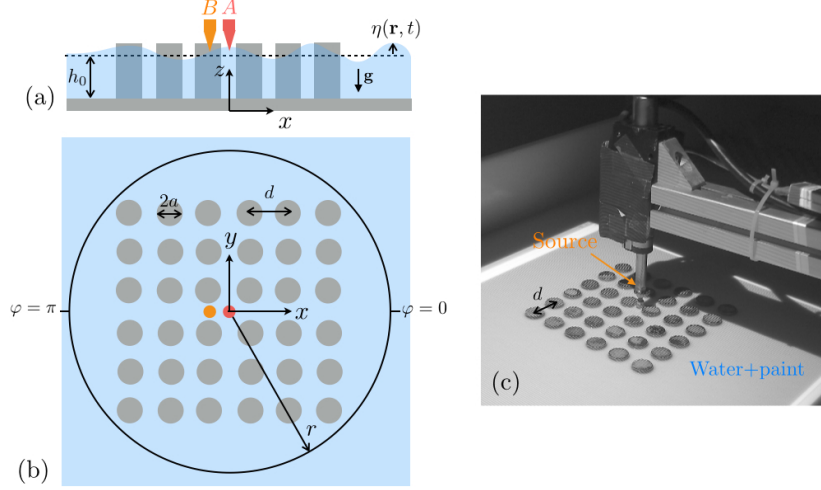 B A
η(r, t)
h₀
z
g
(a)
x
2a
d
y
φ = π
x
φ = 0
r
(b)
Source
d
Water+paint
(c)